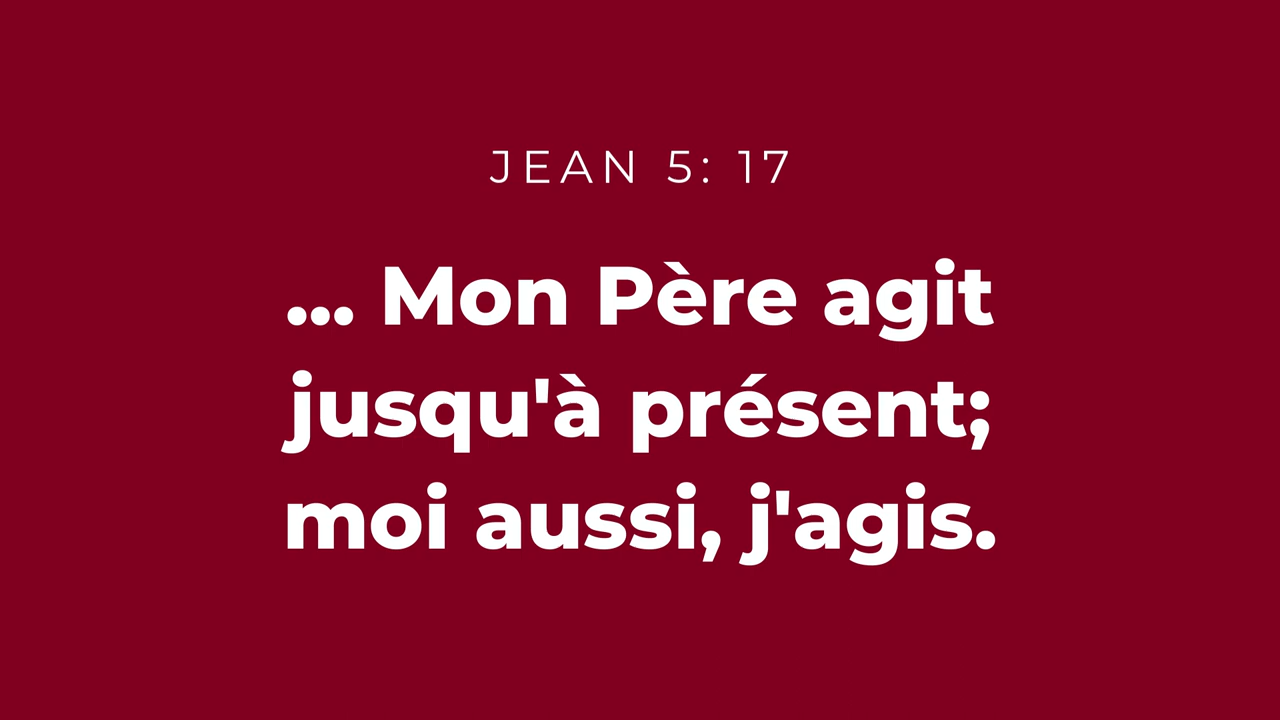 JEAN 5: 17
... Mon Père agit
jusqu'à présent;
moi aussi, j'agis.